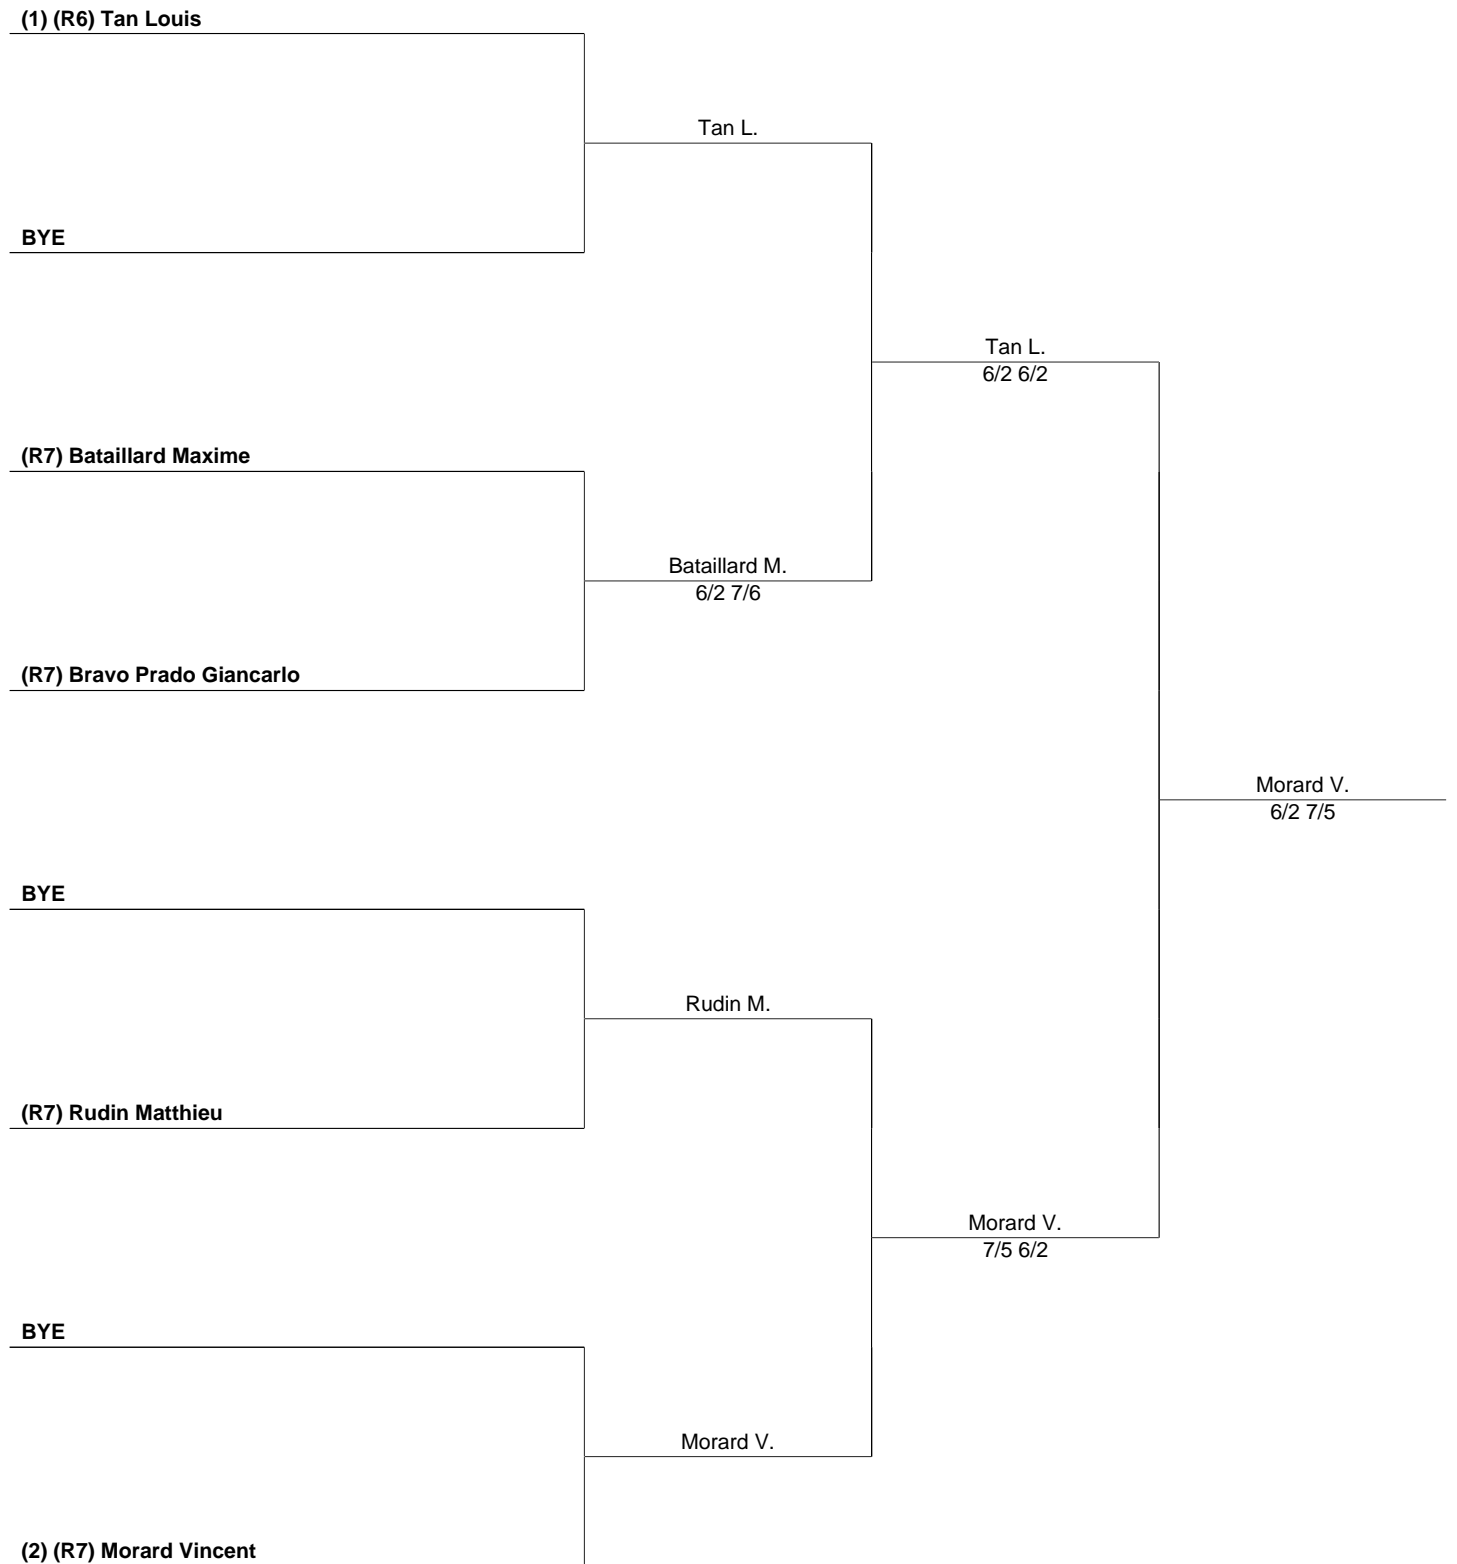 (1) (R6) Tan Louis
Tan L.
BYE
Tan L.
6/2 6/2
(R7) Bataillard Maxime
Bataillard M.
6/2 7/6
(R7) Bravo Prado Giancarlo
Morard V.
6/2 7/5
BYE
Rudin M.
(R7) Rudin Matthieu
Morard V.
7/5 6/2
BYE
Morard V.
(2) (R7) Morard Vincent